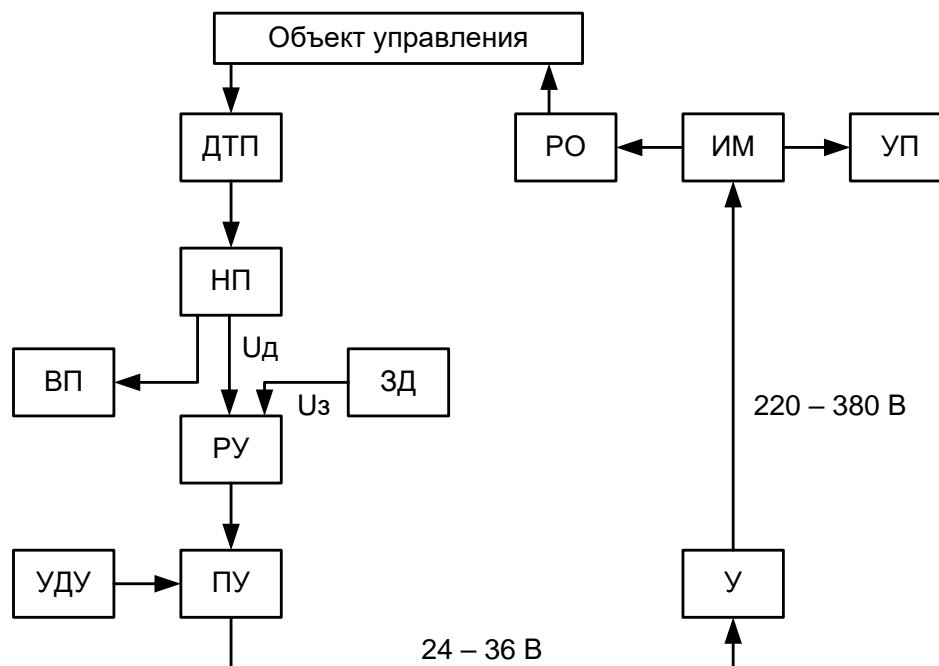 Объект управления
ДТП
РО
ИМ
УП
НП
Uд
ВП
ЗД
Uз
220 – 380 В
РУ
УДУ
ПУ
У
24 – 36 В